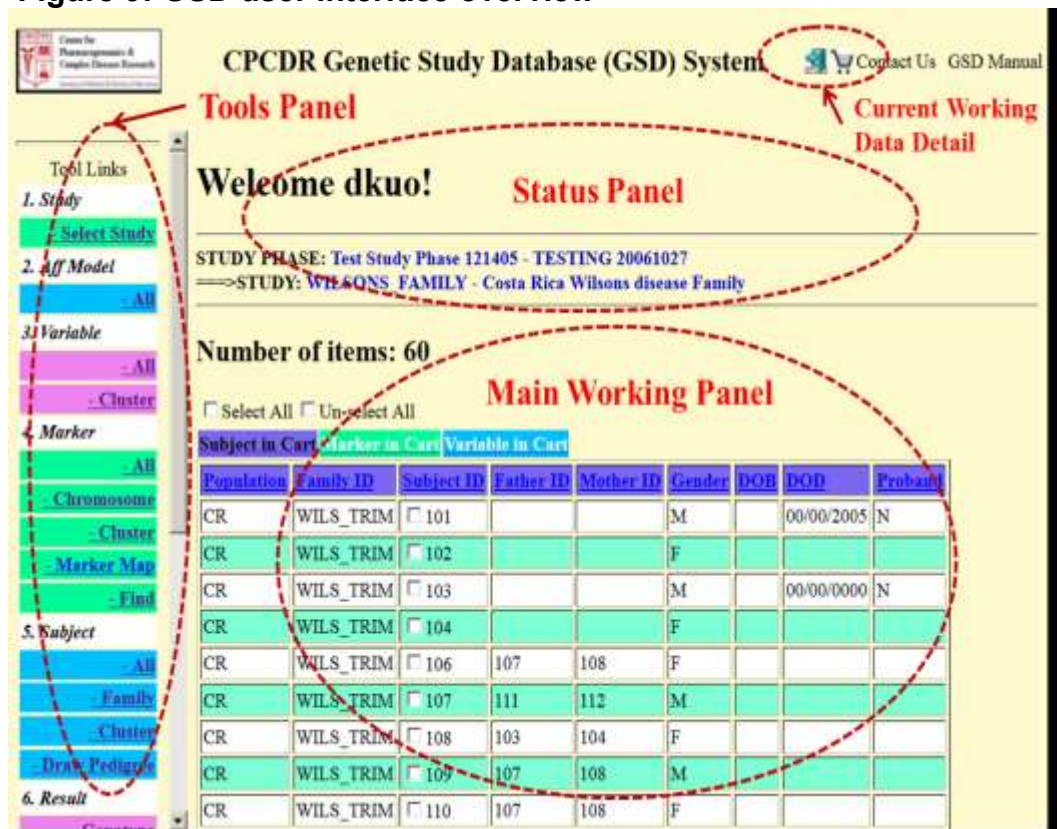 Figure 3: GSD user interface overview
Center for
Pharmacogenomics &
Complex Disease Research
CPCDR Genetic Study Database (GSD) System
Contact Us GSD Manual
Tools Panel
Current Working
Data Detail
Tool Links
1. Study
- Select Study
2. Aff Model
- All
3. Variable
- All
- Cluster
4. Marker
- All
- Chromosome
- Cluster
- Marker Map
- Find
5. Subject
- All
- Family
- Cluster
- Draw Pedigree
6. Result
Welcome dkuo!
Status Panel
STUDY PHASE: Test Study Phase 121405 - TESTING 20061027
==>STUDY: WILSONS_FAMILY - Costa Rica Wilsons disease Family
Number of items: 60
Main Working Panel
Select All Un-select All
Subject in Cart Marker in Cart Variable in Cart
Population Family ID Subject ID Father ID Mother ID Gender DOB DOD Proband
CR WILS_TRIM 101 M 00/00/2005 N
CR WILS_TRIM 102 F
CR WILS_TRIM 103 M 00/00/0000 N
CR WILS_TRIM 104 F
CR WILS_TRIM 106 107 108 F
CR WILS_TRIM 107 111 112 M
CR WILS_TRIM 108 103 104 F
CR WILS_TRIM 109 107 108 M
CR WILS_TRIM 110 107 108 F